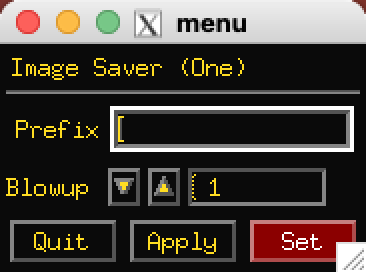 menu
Image Saver (One)
Prefix
Blowup 1
Quit Apply Set